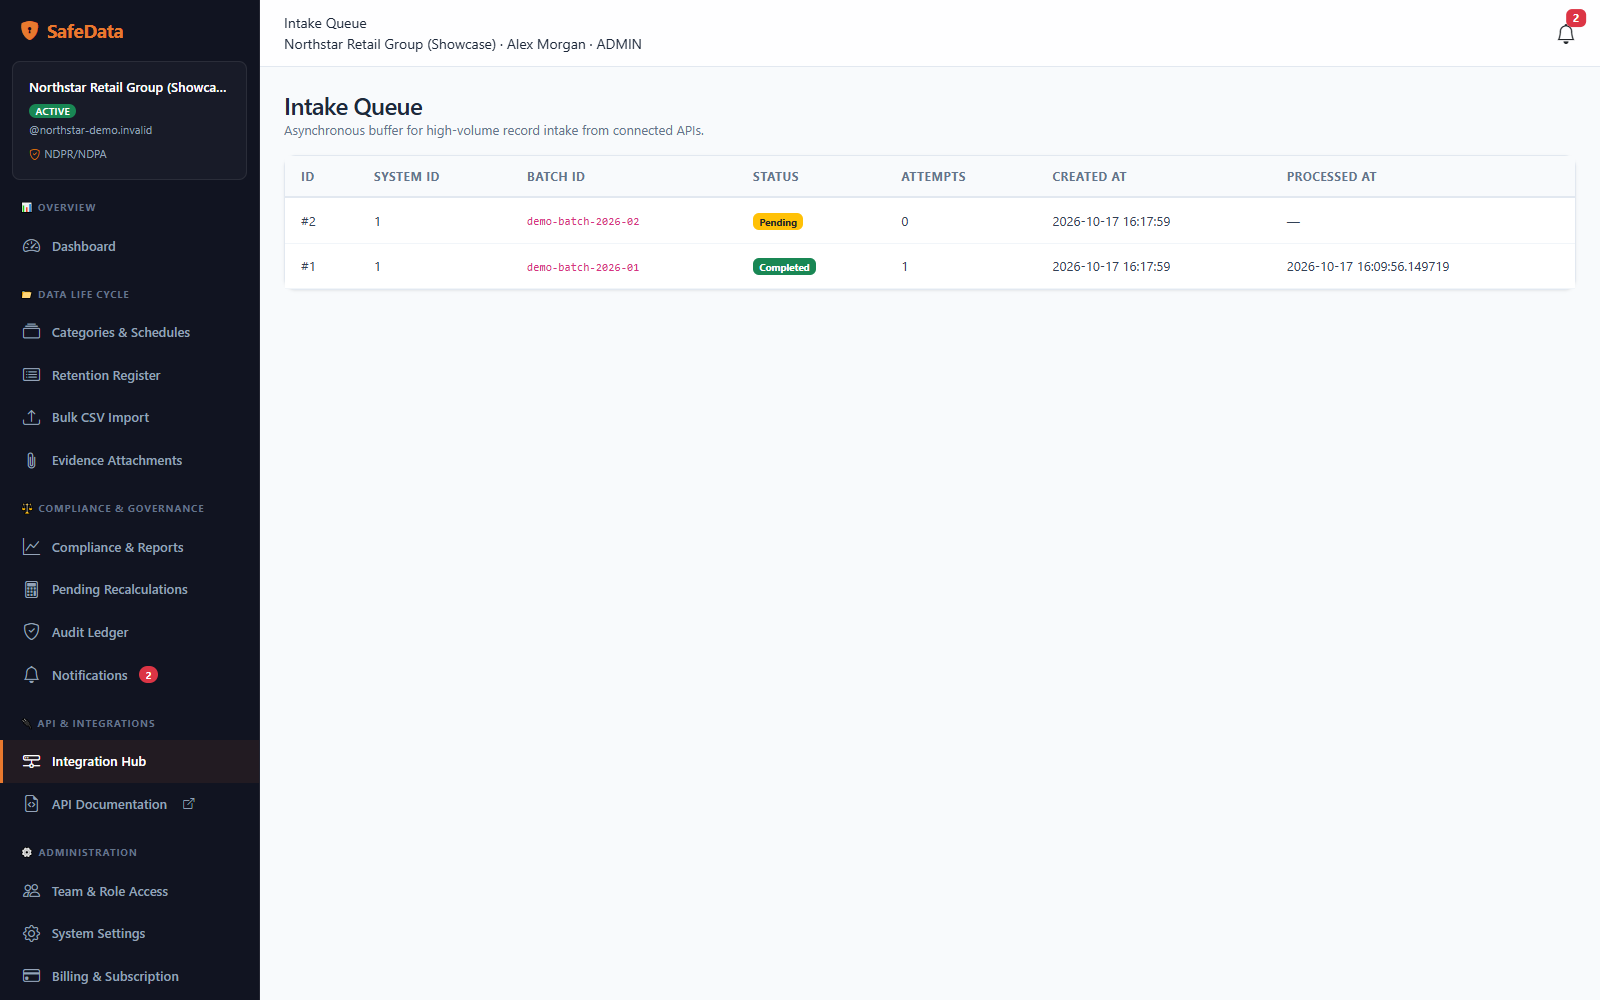 SafeData
Northstar Retail Group (Showca...
ACTIVE
@northstar-demo.invalid
NDPR/NDPA
OVERVIEW
Dashboard
DATA LIFE CYCLE
Categories & Schedules
Retention Register
Bulk CSV Import
Evidence Attachments
COMPLIANCE & GOVERNANCE
Compliance & Reports
Pending Recalculations
Audit Ledger
Notifications 2
API & INTEGRATIONS
Integration Hub
API Documentation
ADMINISTRATION
Team & Role Access
System Settings
Billing & Subscription
Intake Queue
Northstar Retail Group (Showcase) · Alex Morgan · ADMIN
2
Intake Queue
Asynchronous buffer for high-volume record intake from connected APIs.
ID SYSTEM ID BATCH ID STATUS ATTEMPTS CREATED AT PROCESSED AT
#2 1 demo-batch-2026-02 Pending 0 2026-10-17 16:17:59 —
#1 1 demo-batch-2026-01 Completed 1 2026-10-17 16:17:59 2026-10-17 16:09:56.149719